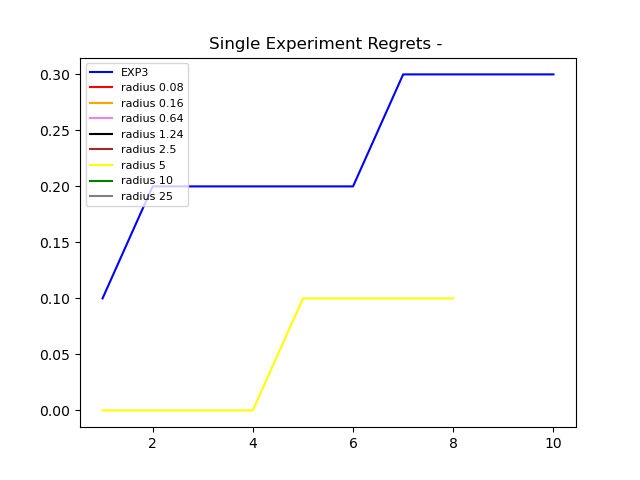 Single Experiment Regrets -
0.30
0.25
0.20
0.15
0.10
0.05
0.00
EXP3
radius 0.08
radius 0.16
radius 0.64
radius 1.24
radius 2.5
radius 5
radius 10
radius 25
2 4 6 8 10